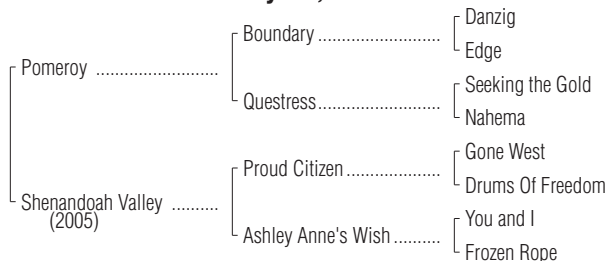 Danzig
Boundary ..........................
Edge
Pomeroy ..........................
Seeking the Gold
Questress..........................
Nahema
Gone West
Proud Citizen....................
Drums Of Freedom
Shenandoah Valley ..........
(2005)
You and I
Ashley Anne's Wish ..........
Frozen Rope